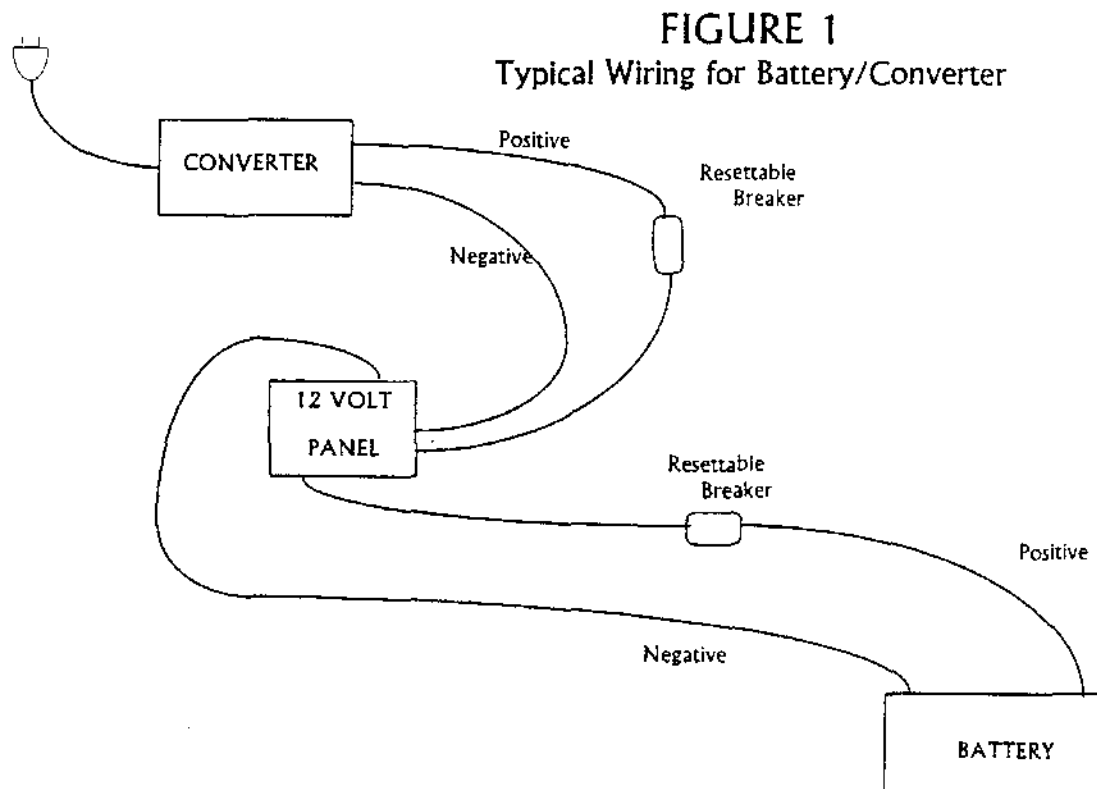 FIGURE 1
Typical Wiring for Battery/Converter
CONVERTER
Positive
Resettable
Breaker
Negative
12 VOLT
PANEL
Resettable
Breaker
Positive
Negative
BATTERY